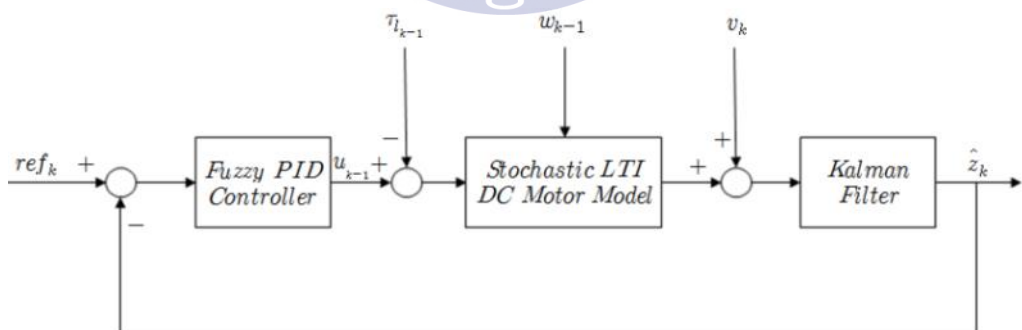 τ_{l_{k-1}} w_{k-1} v_k
ref_k + Fuzzy PID Controller u_{k-1} + − Stochastic LTI DC Motor Model + + Kalman Filter ẑ_k
−
g